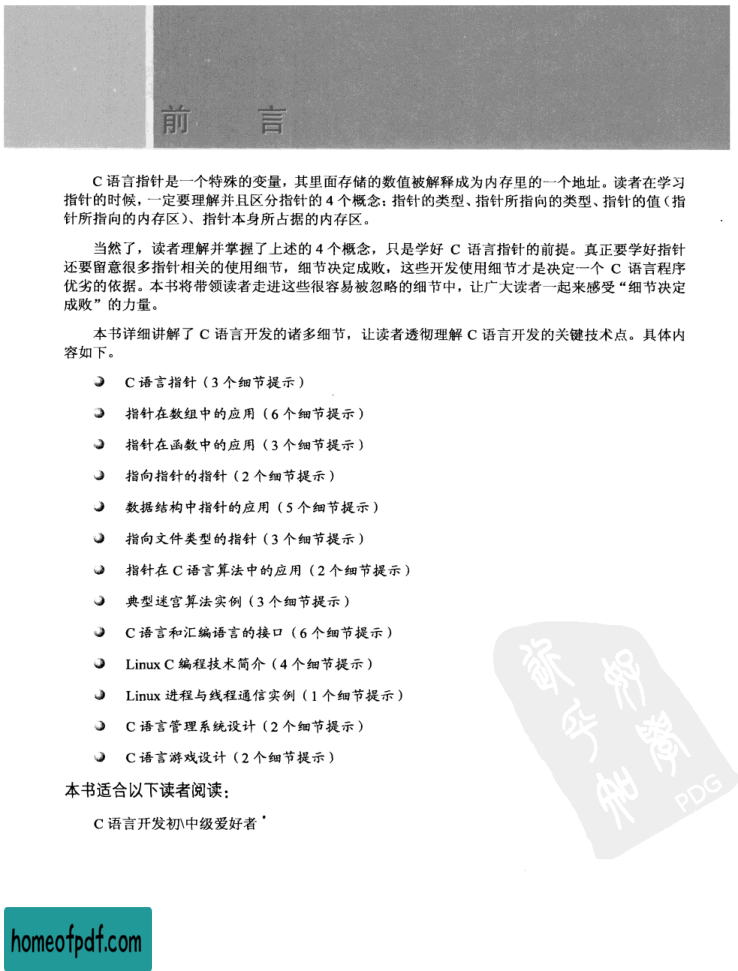 前 言
C 语言指针是一个特殊的变量，其里面存储的数值被解释成为内存里的一个地址。读者在学习
指针的时候，一定要理解并且区分指针的 4 个概念：指针的类型、指针所指向的类型、指针的值（指
针所指向的内存区）、指针本身所占据的内存区。
当然了，读者理解并掌握了上述的 4 个概念，只是学好 C 语言指针的前提。真正要学好指针
还要留意很多指针相关的使用细节，细节决定成败，这些开发使用细节才是决定一个 C 语言程序
优劣的依据。本书将带领读者走进这些很容易被忽略的细节中，让广大读者一起来感受“细节决定
成败”的力量。
本书详细讲解了 C 语言开发的诸多细节，让读者透彻理解 C 语言开发的关键技术点。具体内
容如下。
C 语言指针（3 个细节提示）
指针在数组中的应用（6 个细节提示）
指针在函数中的应用（3 个细节提示）
指向指针的指针（2 个细节提示）
数据结构中指针的应用（5 个细节提示）
指向文件类型的指针（3 个细节提示）
指针在 C 语言算法中的应用（2 个细节提示）
典型迷宫算法实例（3 个细节提示）
C 语言和汇编语言的接口（6 个细节提示）
Linux C 编程技术简介（4 个细节提示）
Linux 进程与线程通信实例（1 个细节提示）
C 语言管理系统设计（2 个细节提示）
C 语言游戏设计（2 个细节提示）
本书适合以下读者阅读：
C 语言开发初\中级爱好者
PDG
homeofpdf.com